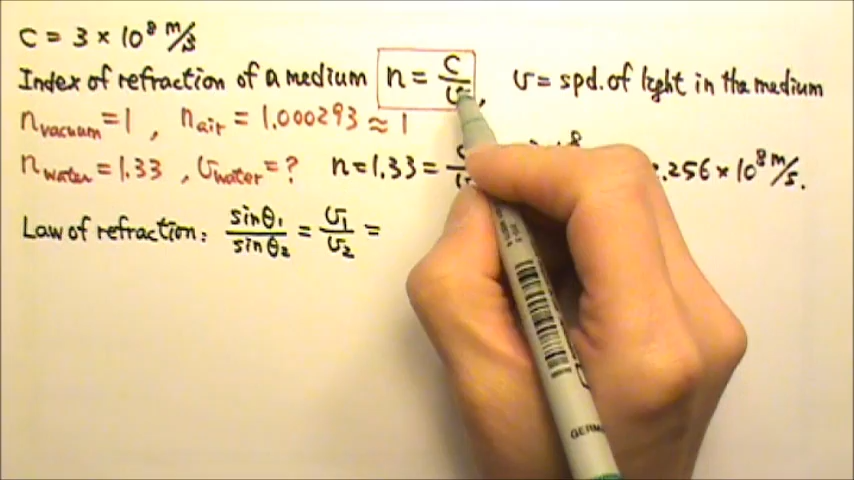 c = 3 × 10⁸ m/s
Index of refraction of a medium n = c/v, v = spd. of light in the medium
n_vacuum = 1, n_air = 1.000293 ≈ 1
n_water = 1.33, v_water = ? n = 1.33 = .256 × 10⁸ m/s.
Law of refraction: sinθ₁/sinθ₂ = v₁/v₂ =
GERM